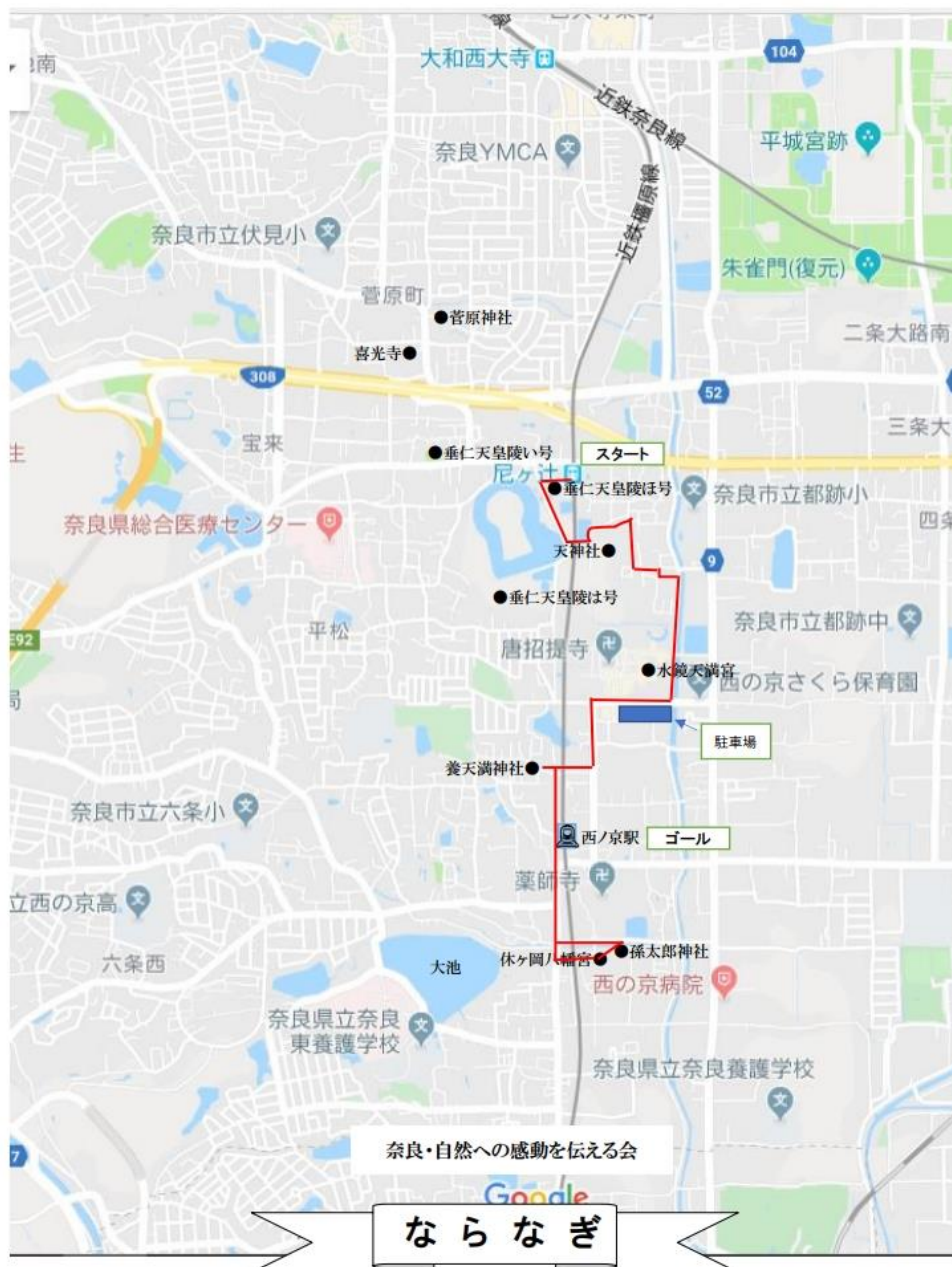 大和西大寺
104
近鉄奈良線
平城宮跡
奈良YMCA
近鉄橿原線
奈良市立伏見小
朱雀門(復元)
菅原町
●菅原神社
二条大路南
喜光寺●
308
52
三条大
宝来
生
●垂仁天皇陵い号
尼ヶ辻
スタート
●垂仁天皇陵ほ号
奈良市立都跡小
奈良県総合医療センター
四条
天神社●
9
●垂仁天皇陵は号
平松
奈良市立都跡中
E92
唐招提寺
●水鏡天満宮
西の京さくら保育園
局
駐車場
養天満神社●
奈良市立六条小
西ノ京駅
ゴール
薬師寺
立西の京高
六条西
大池
休ヶ岡八幡宮●
●孫太郎神社
西の京病院
奈良県立奈良
東養護学校
奈良県立奈良養護学校
7
奈良・自然への感動を伝える会
Google
ならなぎ